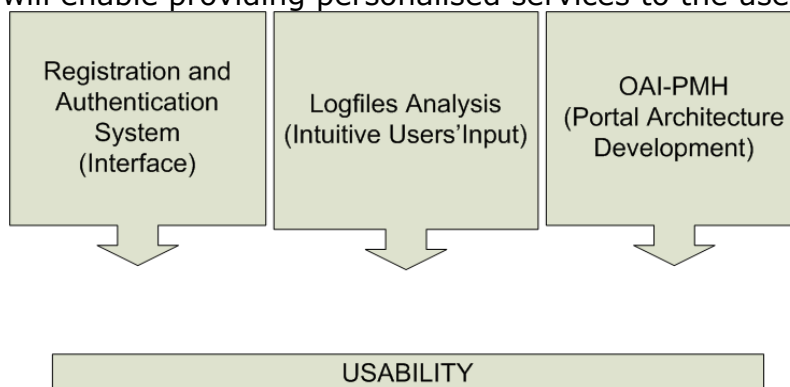 will enable providing personalised services to the use
Registration and
Authentication
System
(Interface)
Logfiles Analysis
(Intuitive Users'Input)
OAI-PMH
(Portal Architecture
Development)
USABILITY